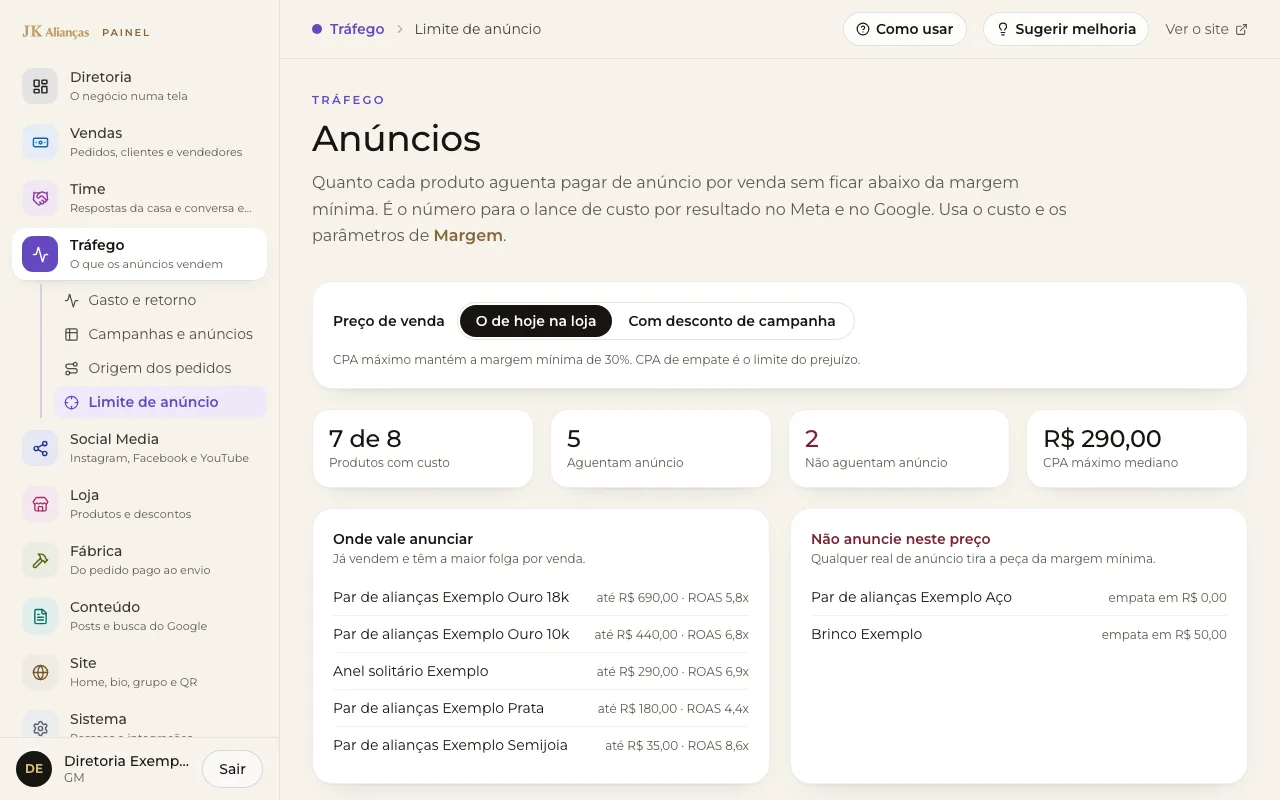 JK Alianças PAINEL
Diretoria
O negócio numa tela
Vendas
Pedidos, clientes e vendedores
Time
Respostas da casa e conversa e...
Tráfego
O que os anúncios vendem
Gasto e retorno
Campanhas e anúncios
Origem dos pedidos
Limite de anúncio
Social Media
Instagram, Facebook e YouTube
Loja
Produtos e descontos
Fábrica
Do pedido pago ao envio
Conteúdo
Posts e busca do Google
Site
Home, bio, grupo e QR
Sistema
DE
Diretoria Exemp...
GM
Sair
Tráfego
Limite de anúncio
Como usar
Sugerir melhoria
Ver o site
TRÁFEGO
Anúncios
Quanto cada produto aguenta pagar de anúncio por venda sem ficar abaixo da margem
mínima. É o número para o lance de custo por resultado no Meta e no Google. Usa o custo e os
parâmetros de Margem.
Preço de venda
O de hoje na loja
Com desconto de campanha
CPA máximo mantém a margem mínima de 30%. CPA de empate é o limite do prejuízo.
7 de 8
Produtos com custo
5
Aguentam anúncio
2
Não aguentam anúncio
R$ 290,00
CPA máximo mediano
Onde vale anunciar
Já vendem e têm a maior folga por venda.
Par de alianças Exemplo Ouro 18k até R$ 690,00 · ROAS 5,8x
Par de alianças Exemplo Ouro 10k até R$ 440,00 · ROAS 6,8x
Anel solitário Exemplo até R$ 290,00 · ROAS 6,9x
Par de alianças Exemplo Prata até R$ 180,00 · ROAS 4,4x
Par de alianças Exemplo Semijoia até R$ 35,00 · ROAS 8,6x
Não anuncie neste preço
Qualquer real de anúncio tira a peça da margem mínima.
Par de alianças Exemplo Aço empata em R$ 0,00
Brinco Exemplo empata em R$ 50,00